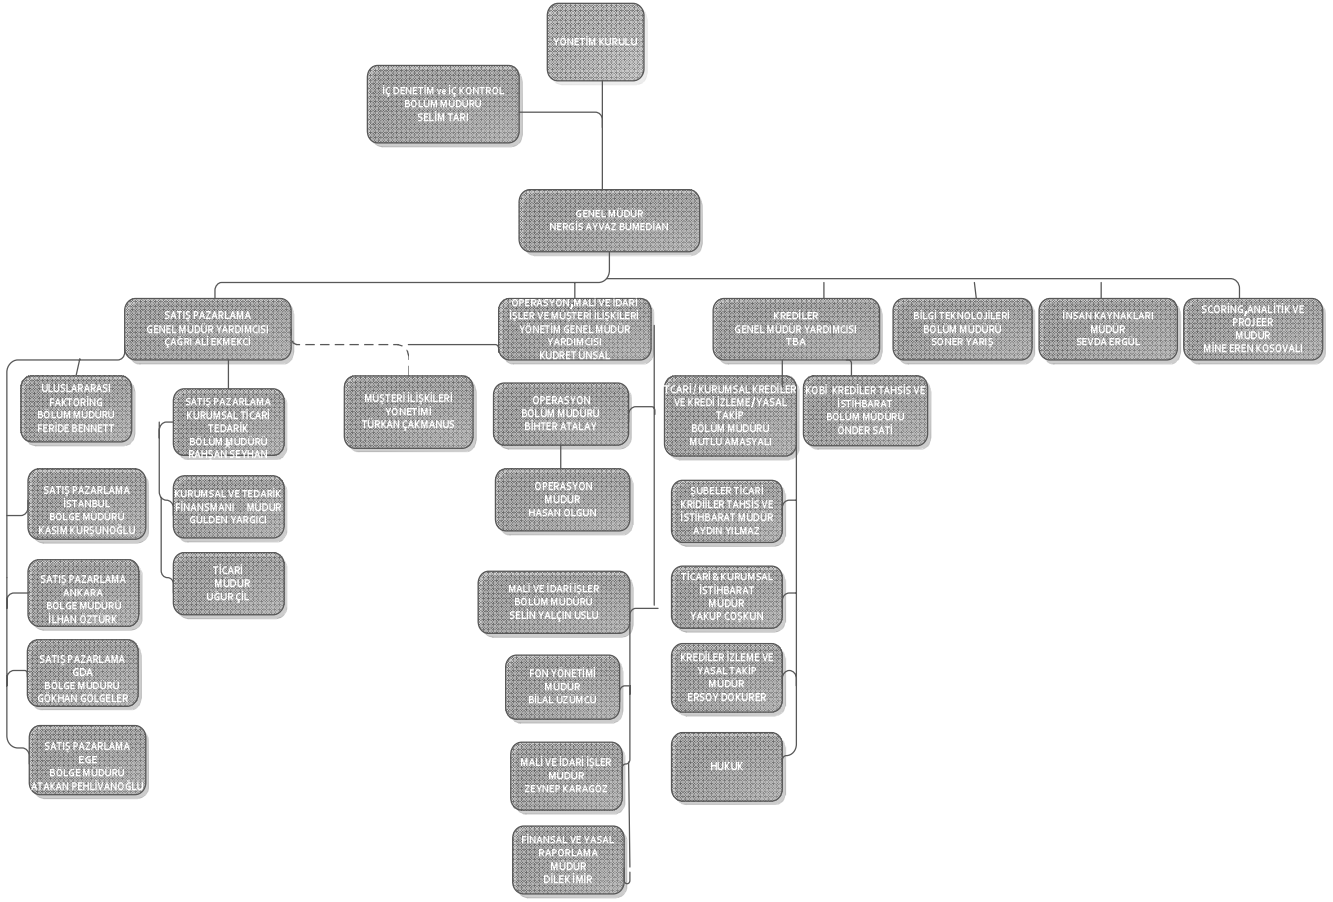 YÖNETİM KURULU
İÇ DENETİM ve İÇ KONTROL
BÖLÜM MÜDÜRÜ
SELİM TARI
GENEL MÜDÜR
NERGİS AYVAZ BUMEDİAN
SATIŞ PAZARLAMA
GENEL MÜDÜR YARDIMCISI
ÇAĞRI ALİ EKMEKCİ
OPERASYON,MALİ VE İDARİ
İŞLER VE MÜŞTERİ İLİŞKİLERİ
YÖNETİM GENEL MÜDÜR
YARDIMCISI
KUDRET ÜNSAL
KREDİLER
GENEL MÜDÜR YARDIMCISI
TBA
BİLGİ TEKNOLOJİLERİ
BÖLÜM MÜDÜRÜ
SONER YARIŞ
İNSAN KAYNAKLARI
MÜDÜR
SEVDA ERGÜL
SCORİNG,ANALİTİK VE
PROJEER
MÜDÜR
MİNE EREN KOSOVALI
ULUSLARARASI
FAKTORİNG
BÖLÜM MÜDÜRÜ
FERİDE BENNETT
SATIŞ PAZARLAMA
KURUMSAL TİCARİ
TEDARİK
BÖLÜM MÜDÜRÜ
RAHŞAN SEYHAN
MÜŞTERİ İLİŞKİLERİ
YÖNETİMİ
TÜRKAN ÇAKMANUS
OPERASYON
BÖLÜM MÜDÜRÜ
BİHTER ATALAY
TİCARİ / KURUMSAL KREDİLER
VE KREDİ İZLEME / YASAL
TAKİP
BÖLÜM MÜDÜRÜ
MUTLU AMASYALI
KOBİ KREDİLER TAHSİS VE
İSTİHBARAT
BÖLÜM MÜDÜRÜ
ÖNDER SATI
SATIŞ PAZARLAMA
İSTANBUL
BÖLGE MÜDÜRÜ
KASIM KURŞUNOĞLU
KURUMSAL VE TEDARİK
FİNANSMANI MÜDÜR
GÜLDEN YARGICI
OPERASYON
MÜDÜR
HASAN OLGUN
ŞUBELER TİCARİ
KRİDİİLER TAHSİS VE
İSTİHBARAT MÜDÜR
AYDIN YILMAZ
SATIŞ PAZARLAMA
ANKARA
BÖLGE MÜDÜRÜ
İLHAN ÖZTÜRK
TİCARİ
MÜDÜR
UĞUR ÇİL
MALİ VE İDARİ İŞLER
BÖLÜM MÜDÜRÜ
SELİN YALÇIN USLU
TİCARİ & KURUMSAL
İSTİHBARAT
MÜDÜR
YAKUP COŞKUN
SATIŞ PAZARLAMA
GDA
BÖLGE MÜDÜRÜ
GÖKHAN GÖLGELER
FON YÖNETİMİ
MÜDÜR
BİLAL ÜZÜMCÜ
KREDİLER İZLEME VE
YASAL TAKİP
MÜDÜR
ERSOY DOKURER
SATIŞ PAZARLAMA
EGE
BÖLGE MÜDÜRÜ
ATAKAN PEHLİVANOĞLU
MALİ VE İDARİ İŞLER
MÜDÜR
ZEYNEP KARAGÖZ
HUKUK
FİNANSAL VE YASAL
RAPORLAMA
MÜDÜR
DİLEK İMİR